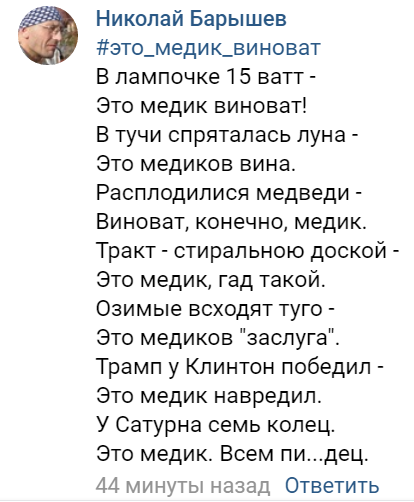 Николай Барышев
#это_медик_виноват
В лампочке 15 ватт -
Это медик виноват!
В тучи спряталась луна -
Это медиков вина.
Расплодилися медведи -
Виноват, конечно, медик.
Тракт - стиральною доской -
Это медик, гад такой.
Озимые всходят туго -
Это медиков "заслуга".
Трамп у Клинтон победил -
Это медик навредил.
У Сатурна семь колец.
Это медик. Всем пи...дец.
44 минуты назад Ответить